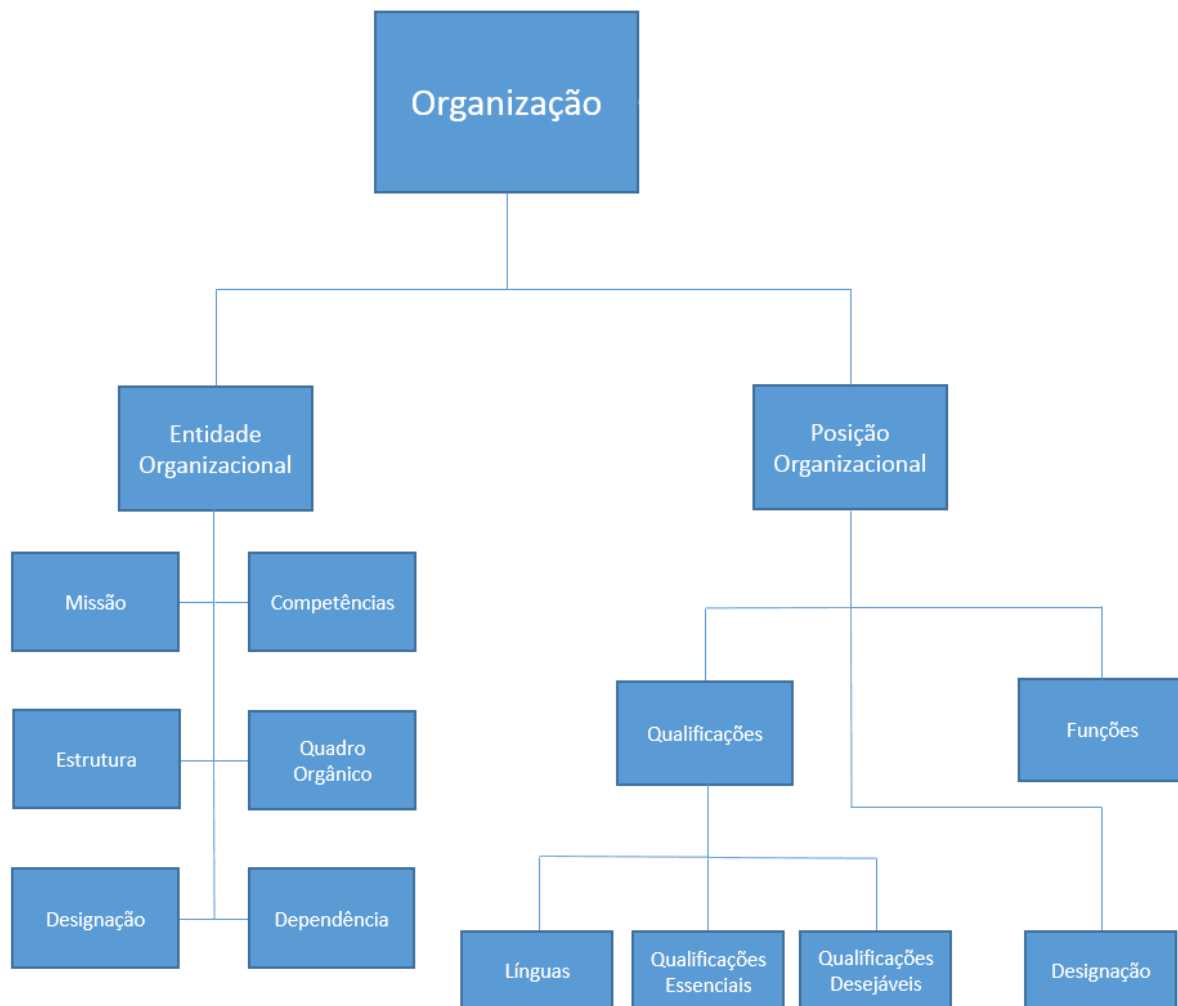 Organização
Entidade
Organizacional
Posição
Organizacional
Missão
Competências
Estrutura
Quadro
Orgânico
Designação
Dependência
Qualificações
Funções
Línguas
Qualificações
Essenciais
Qualificações
Desejáveis
Designação